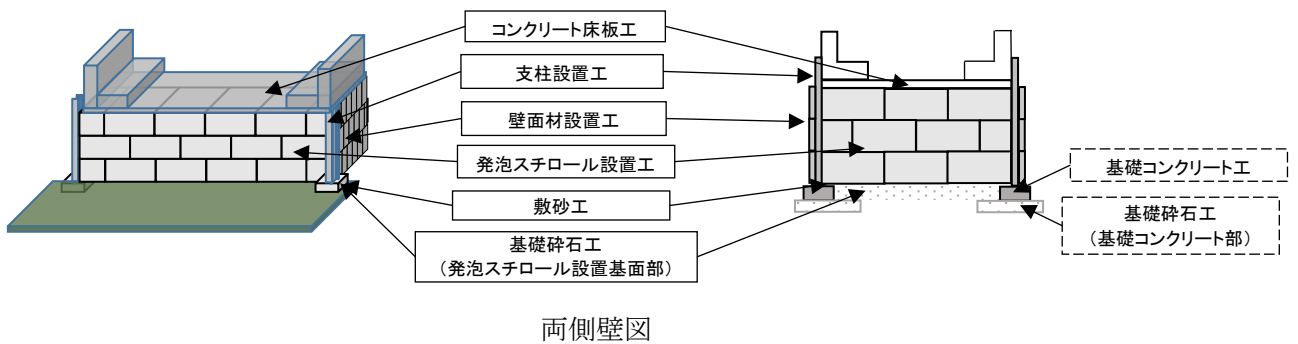 コンクリート床板工
支柱設置工
壁面材設置工
発泡スチロール設置工
敷砂工
基礎砕石工
（発泡スチロール設置基面部）
基礎コンクリート工
基礎砕石工
（基礎コンクリート部）
両側壁図